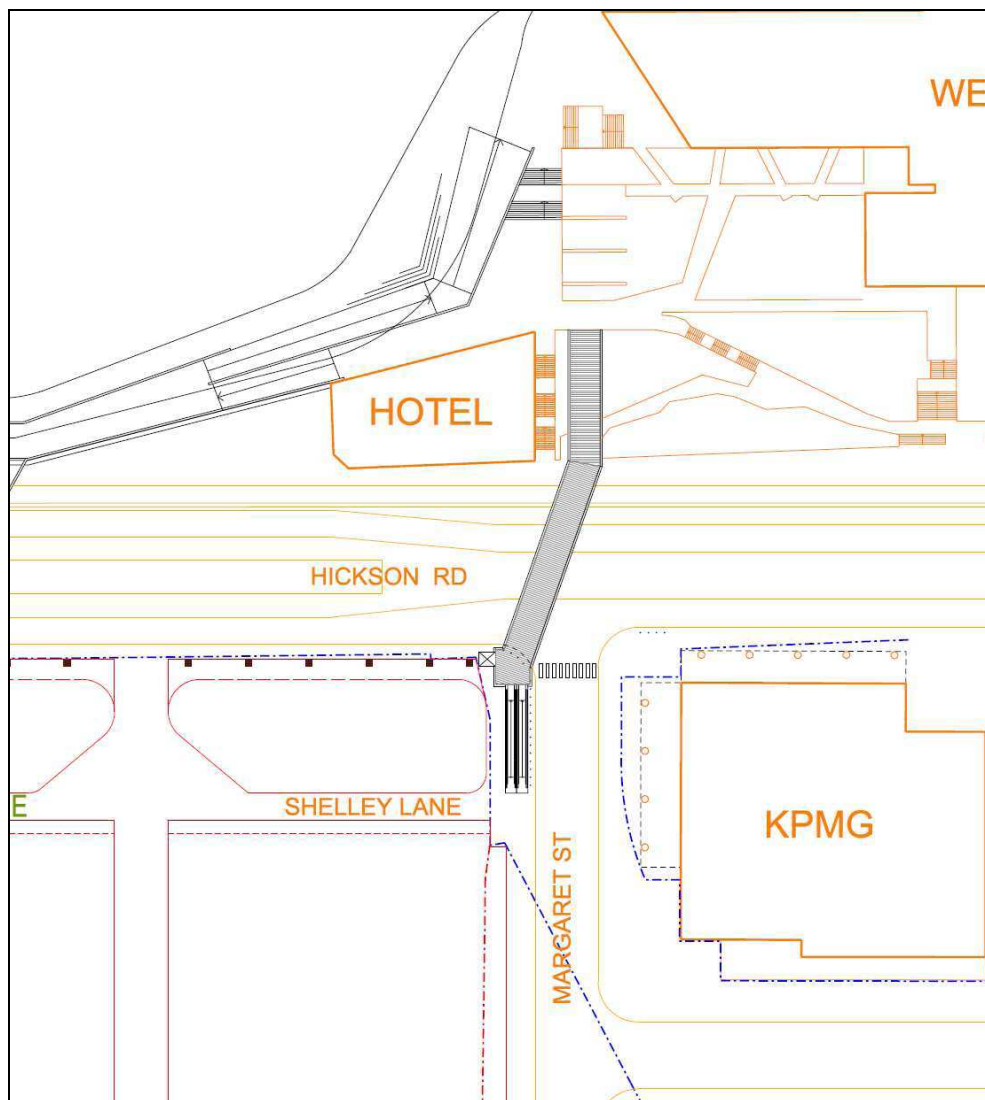 WE
HOTEL
HICKSON RD
E
SHELLEY LANE
KPMG
MARGARET ST